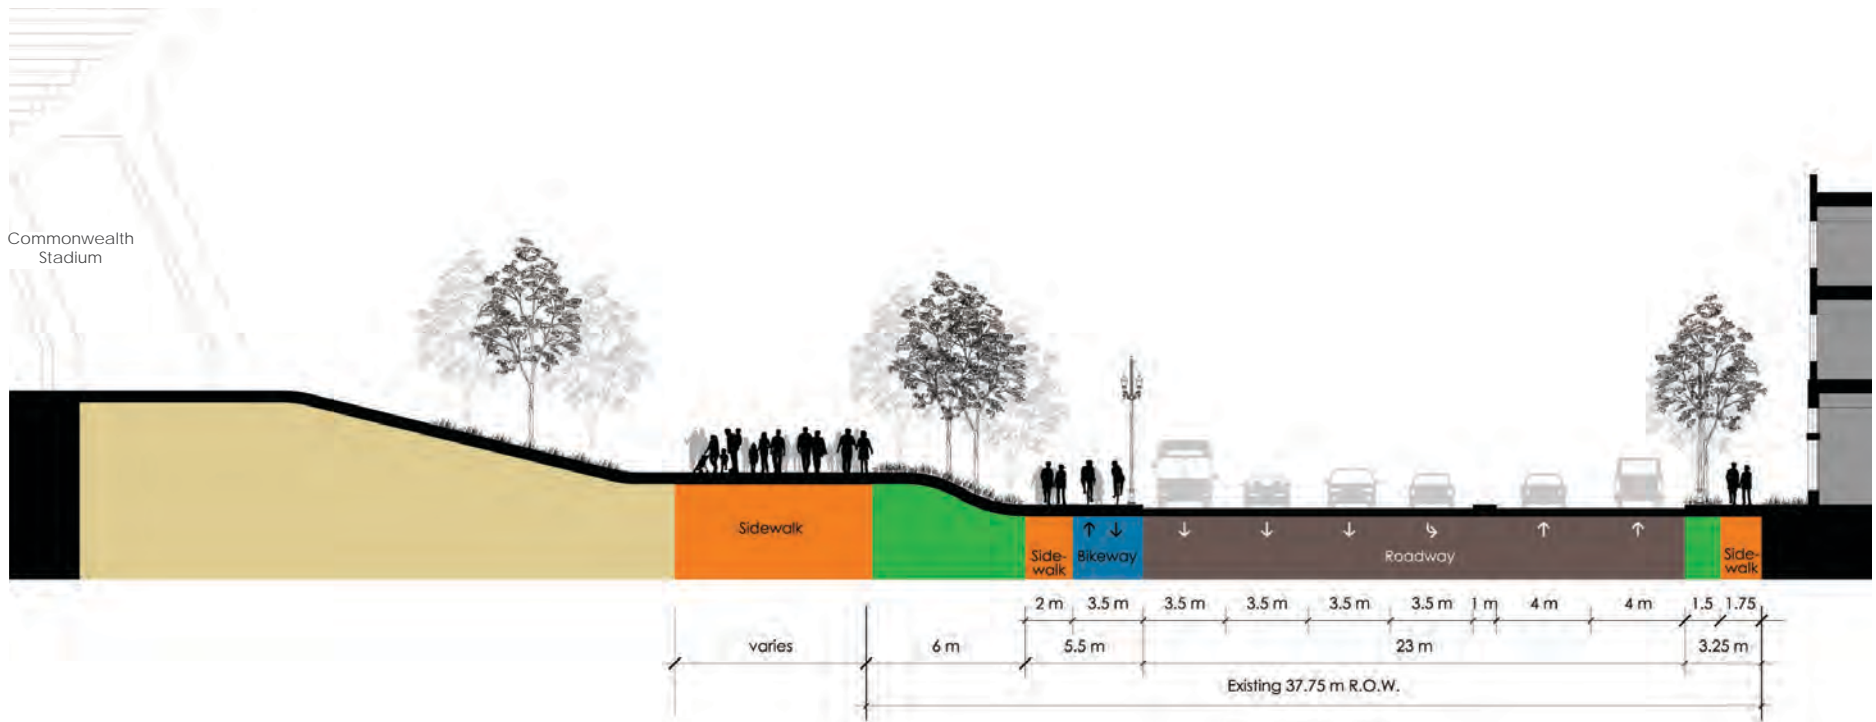 Commonwealth
Stadium
Sidewalk
Side-
walk
Bikeway
Roadway
Side-
walk
2 m 3.5 m 3.5 m 3.5 m 3.5 m 3.5 m 1 m 4 m 4 m 1.5 1.75
varies 6 m 5.5 m 23 m 3.25 m
Existing 37.75 m R.O.W.